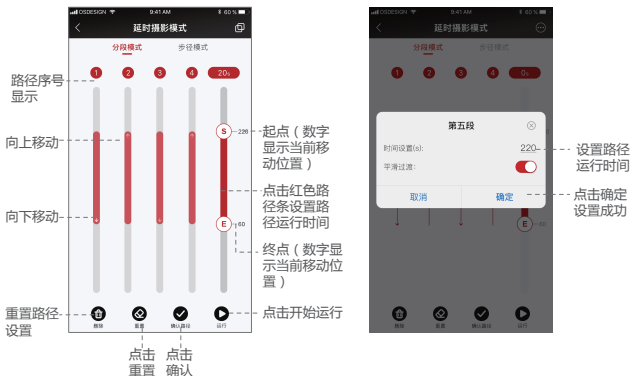 OSDESIGN 9:41 AM 60 %
延时摄影模式
分段模式 步径模式
1 2 3 4 20s
路径序号
显示
向上移动
向下移动
重置路径
设置
S 226
E 60
起点（数字
显示当前移
动位置）
点击红色路
径条设置路
径运行时间
终点（数字显
示当前移动位
置）
点击开始运行
删除 重置 确认路径 运行
点击
重置
点击
确认
OSDESIGN 9:41 AM 60 %
延时摄影模式
分段模式 步径模式
1 2 3 4 0s
第五段
时间设置(s): 220
平滑过渡:
取消 确定
E 60
删除 重置 确认路径 运行
设置路径
运行时间
点击确定
设置成功